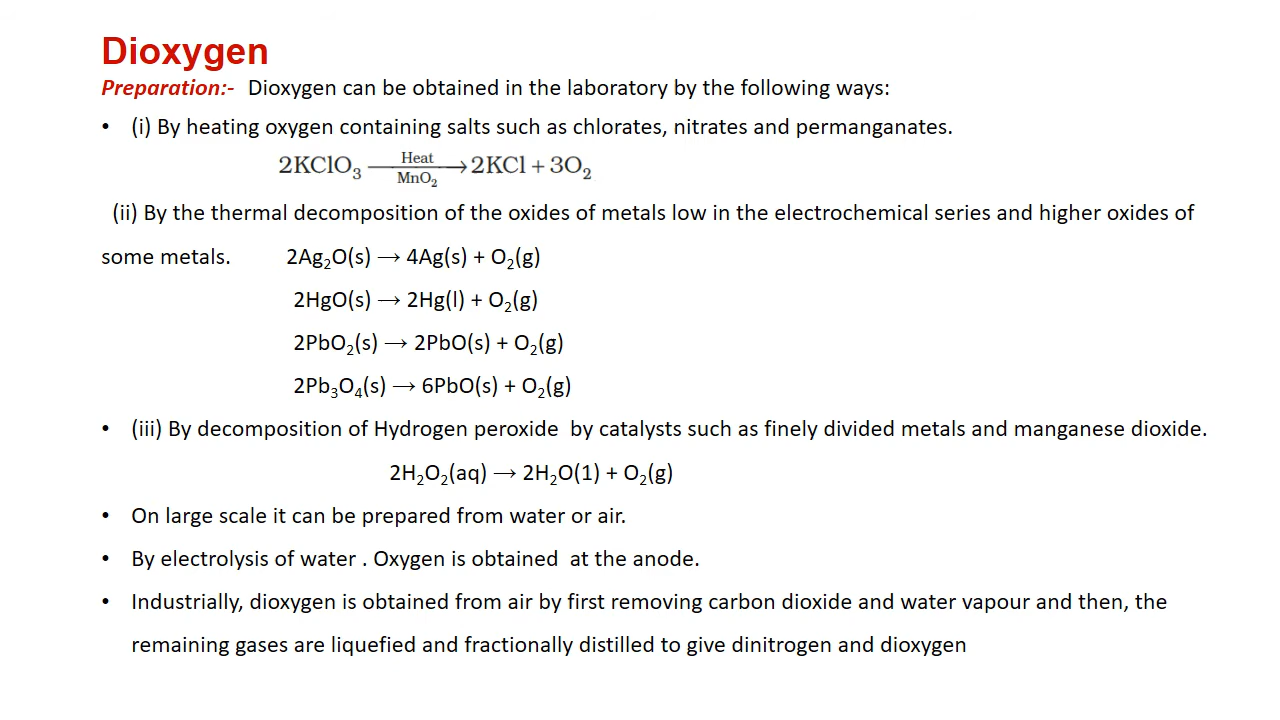 Dioxygen
Preparation:- Dioxygen can be obtained in the laboratory by the following ways:
• (i) By heating oxygen containing salts such as chlorates, nitrates and permanganates.
2KClO₃ —Heat/MnO₂→ 2KCl + 3O₂
(ii) By the thermal decomposition of the oxides of metals low in the electrochemical series and higher oxides of
some metals. 2Ag₂O(s) → 4Ag(s) + O₂(g)
2HgO(s) → 2Hg(l) + O₂(g)
2PbO₂(s) → 2PbO(s) + O₂(g)
2Pb₃O₄(s) → 6PbO(s) + O₂(g)
• (iii) By decomposition of Hydrogen peroxide by catalysts such as finely divided metals and manganese dioxide.
2H₂O₂(aq) → 2H₂O(1) + O₂(g)
• On large scale it can be prepared from water or air.
• By electrolysis of water . Oxygen is obtained at the anode.
• Industrially, dioxygen is obtained from air by first removing carbon dioxide and water vapour and then, the
remaining gases are liquefied and fractionally distilled to give dinitrogen and dioxygen